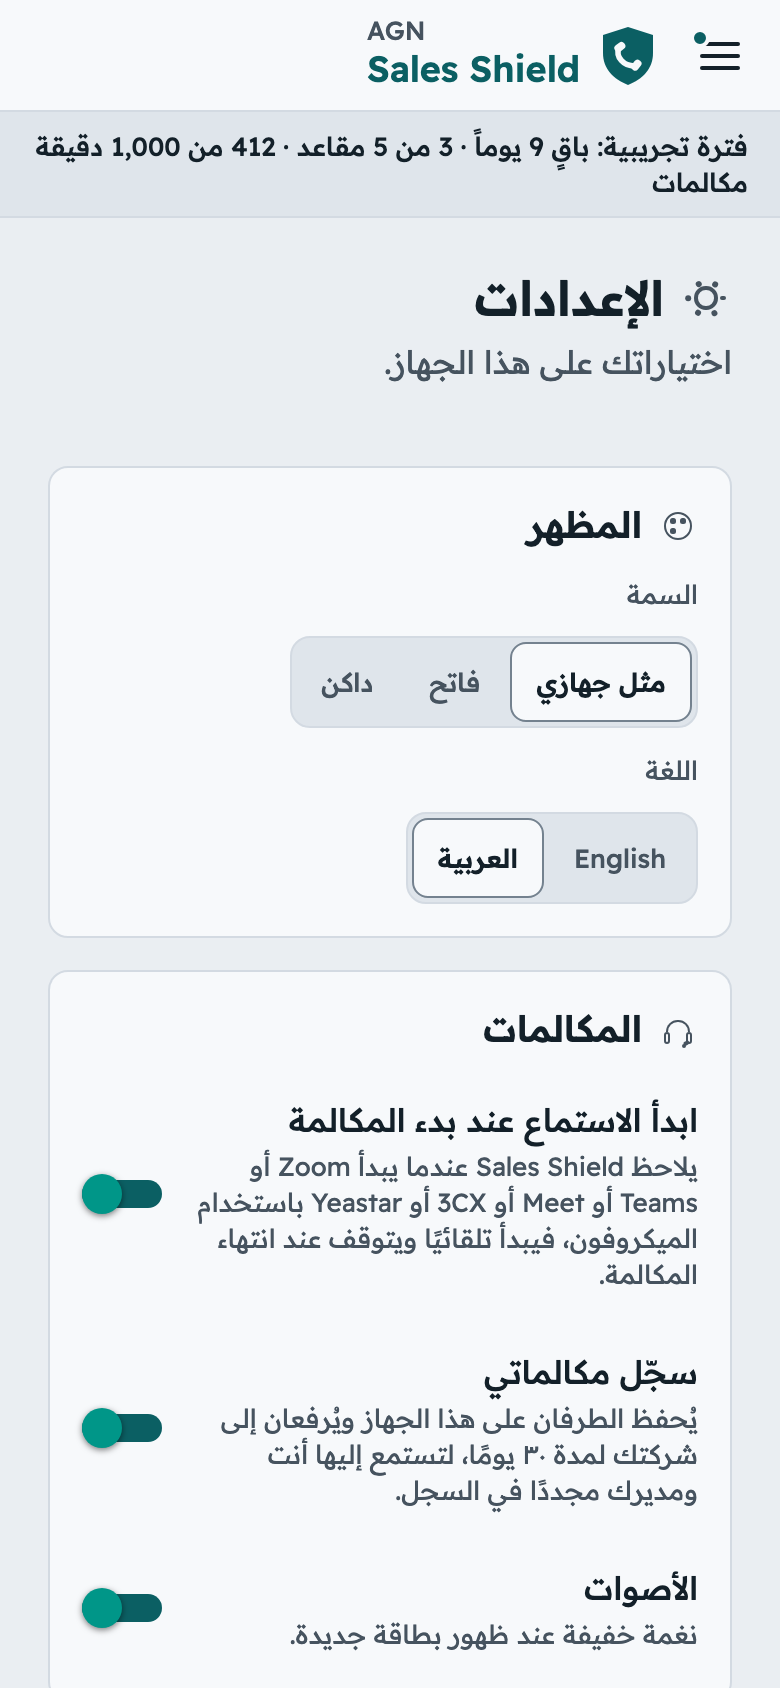 AGN
Sales Shield
فترة تجريبية: باقٍ 9 يوماً · 3 من 5 مقاعد · 412 من 1,000 دقيقة
مكالمات
الإعدادات
اختياراتك على هذا الجهاز.
المظهر
السمة
مثل جهازي
فاتح
داكن
اللغة
English
العربية
المكالمات
ابدأ الاستماع عند بدء المكالمة
يلاحظ Sales Shield عندما يبدأ Zoom أو
Teams أو Meet أو 3CX أو Yeastar باستخدام
الميكروفون، فيبدأ تلقائيًا ويتوقف عند انتهاء
المكالمة.
سجّل مكالماتي
يُحفظ الطرفان على هذا الجهاز ويُرفعان إلى
شركتك لمدة ٣٠ يومًا، لتستمع إليها أنت
ومديرك مجددًا في السجل.
الأصوات
نغمة خفيفة عند ظهور بطاقة جديدة.